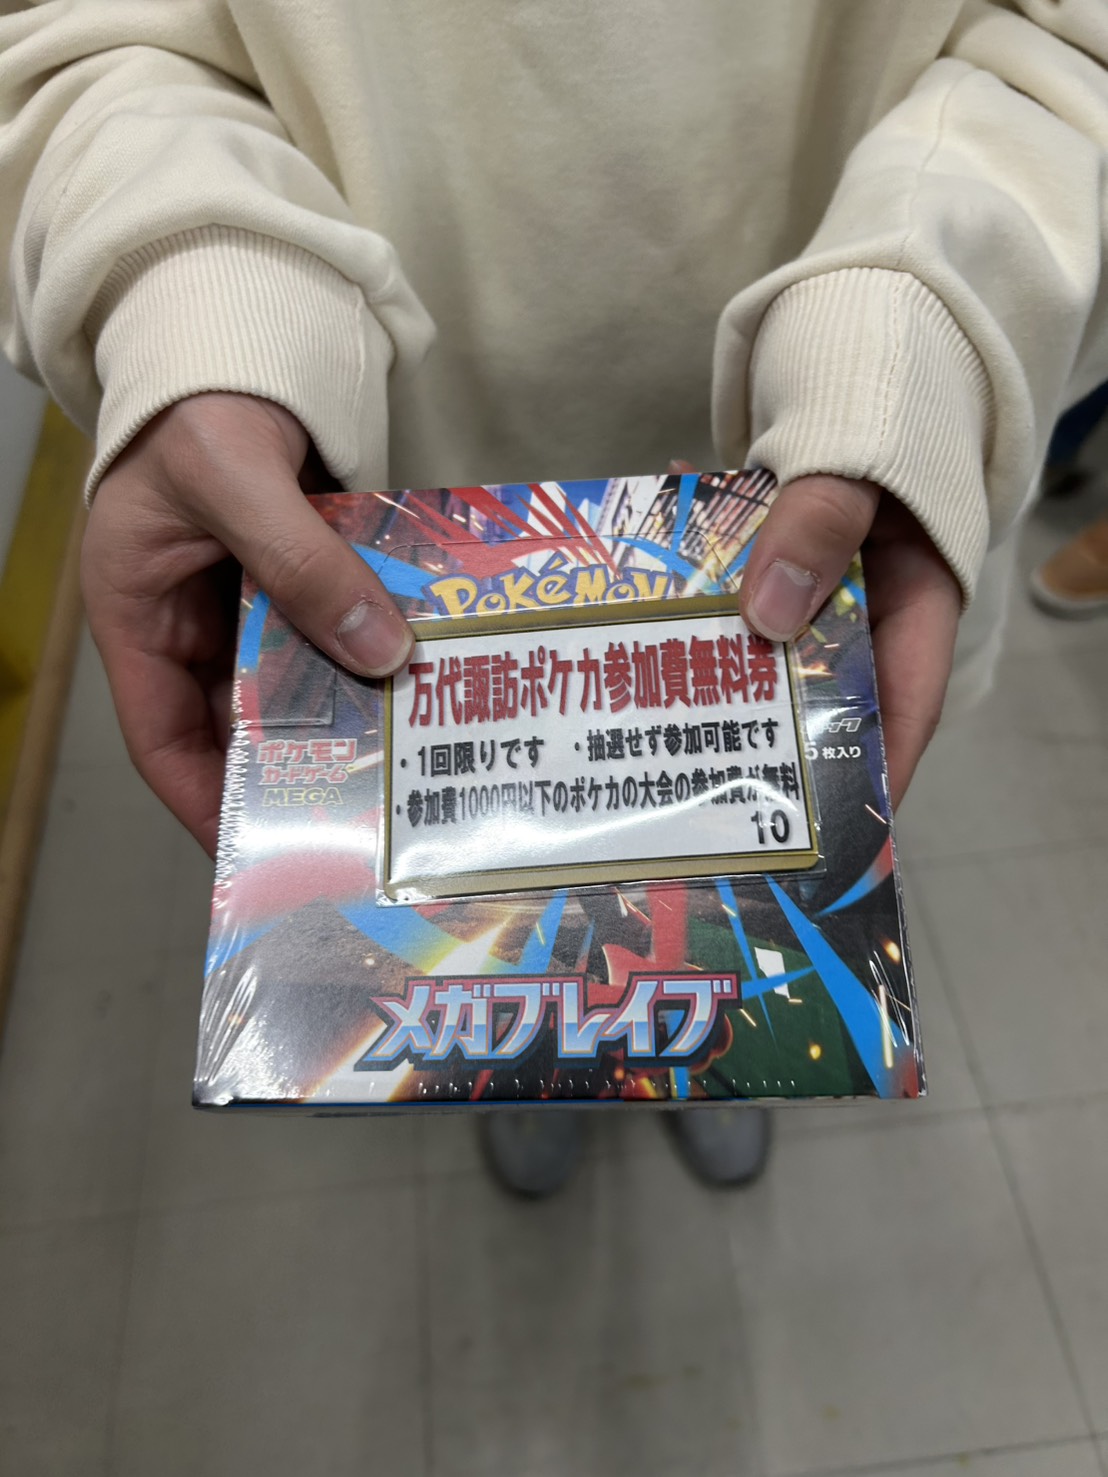 Pokémon
万代諏訪ポケカ参加費無料券
・1回限りです ・抽選せず参加可能です
・参加費1000円以下のポケカの大会の参加費が無料
10
ポケモン
カードゲーム
MEGA
5枚入り
メガブレイブ